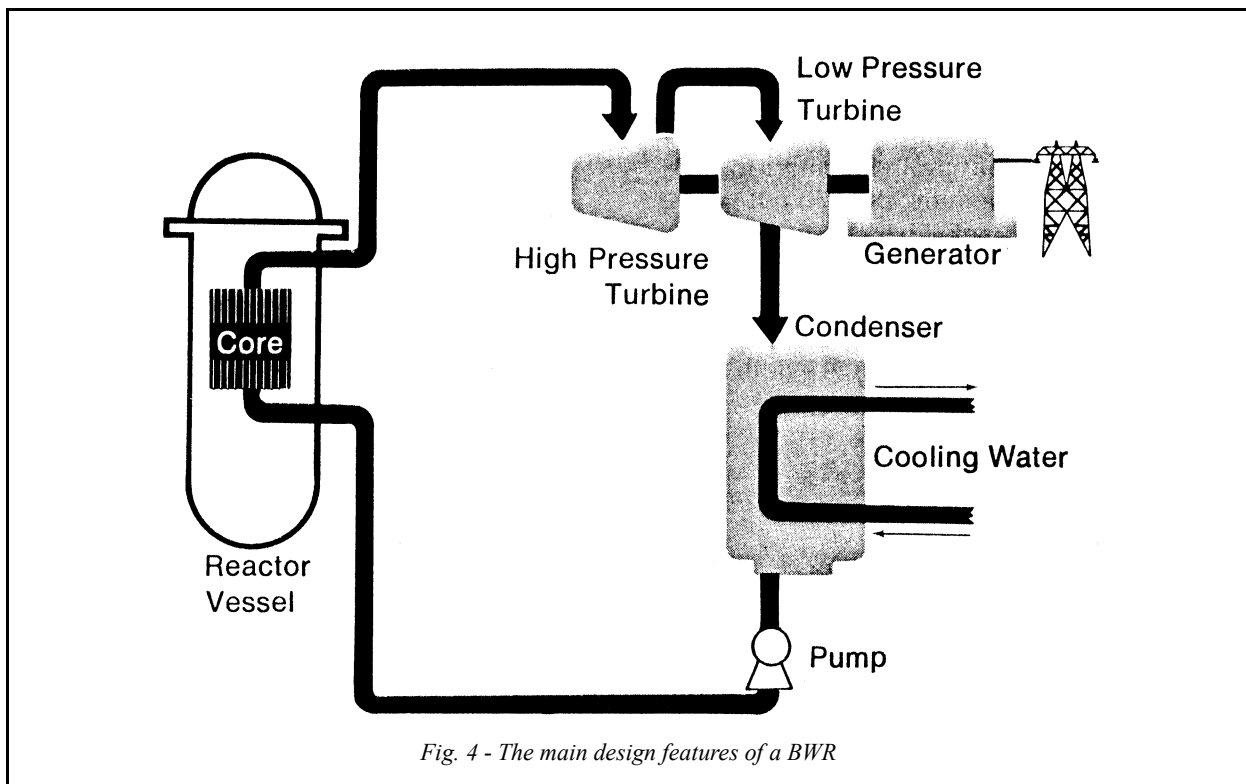 Low Pressure
Turbine
High Pressure
Turbine
Generator
Core
Condenser
Cooling Water
Reactor
Vessel
Pump
Fig. 4 - The main design features of a BWR